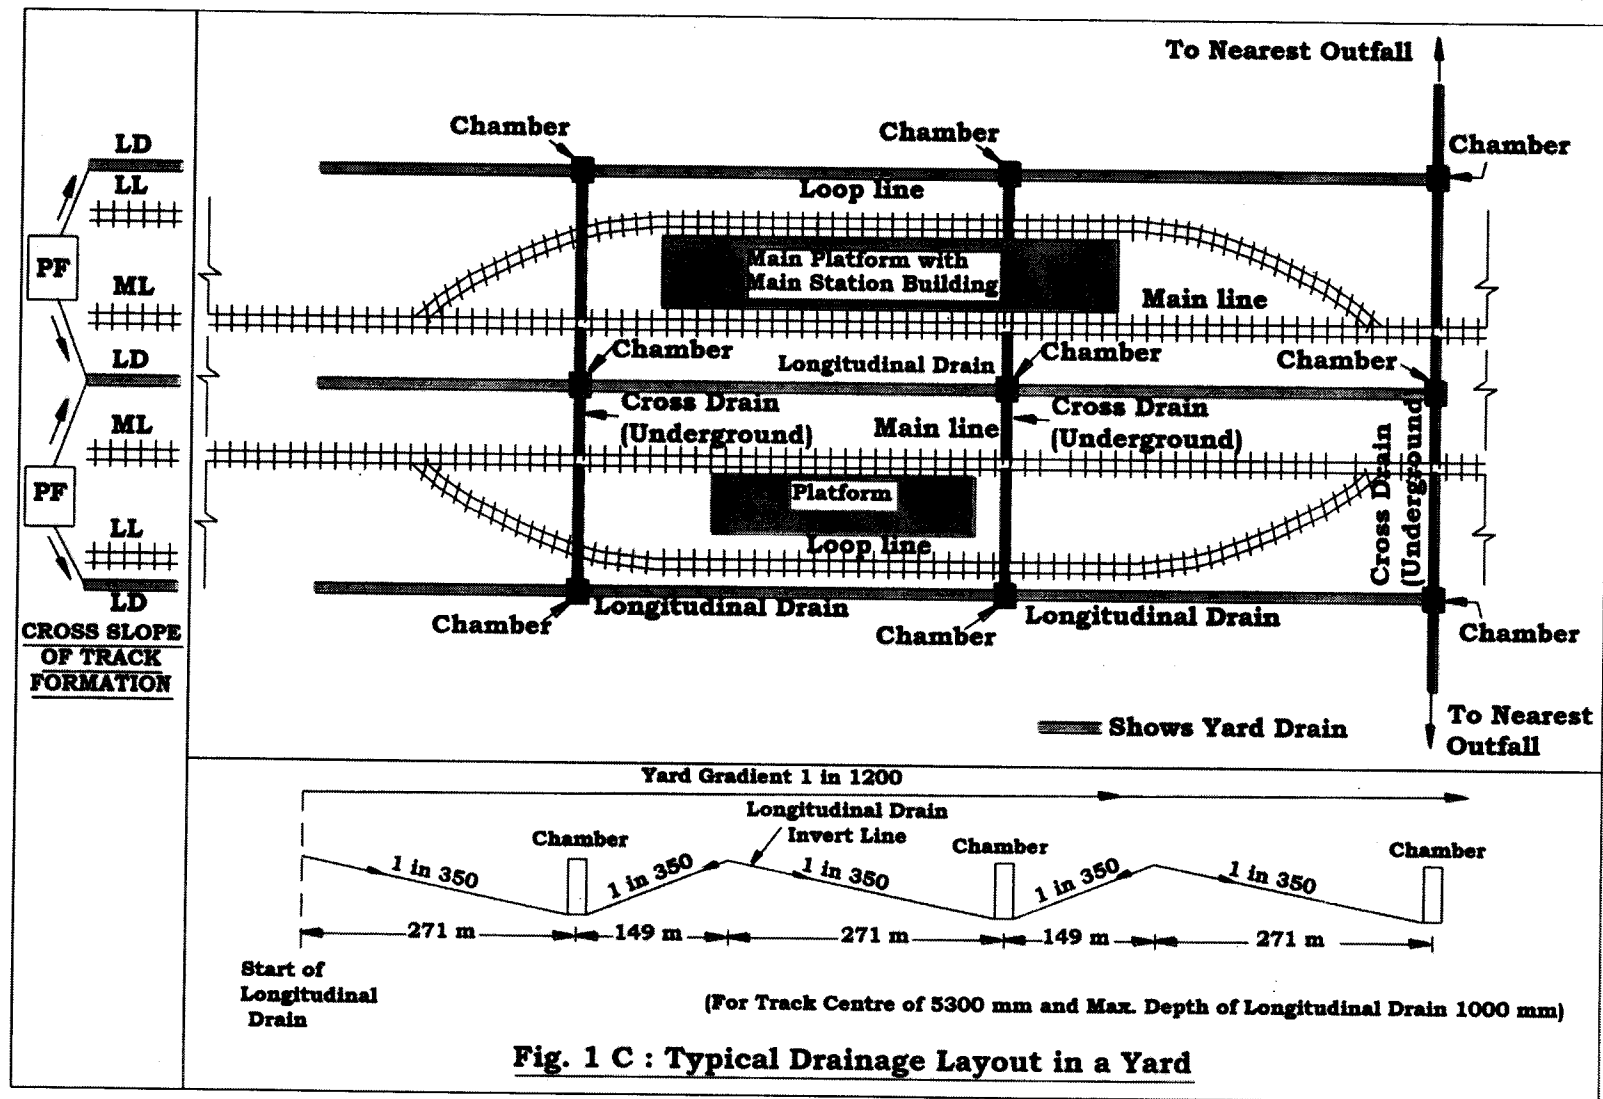 To Nearest Outfall
Chamber
Chamber
Chamber
LD
LL
PF
ML
LD
ML
PF
LL
LD
CROSS SLOPE
OF TRACK
FORMATION
Loop line
Main Platform with
Main Station Building
Main line
Chamber
Longitudinal Drain
Chamber
Chamber
Cross Drain
(Underground)
Main line
Cross Drain
(Underground)
Cross Drain
(Underground)
Platform
Loop line
Longitudinal Drain
Longitudinal Drain
Chamber
Chamber
Chamber
Shows Yard Drain
To Nearest
Outfall
Yard Gradient 1 in 1200
Longitudinal Drain
Invert Line
Chamber
Chamber
Chamber
1 in 350
1 in 350
1 in 350
1 in 350
1 in 350
271 m
149 m
271 m
149 m
271 m
Start of
Longitudinal
Drain
(For Track Centre of 5300 mm and Max. Depth of Longitudinal Drain 1000 mm)
Fig. 1 C : Typical Drainage Layout in a Yard